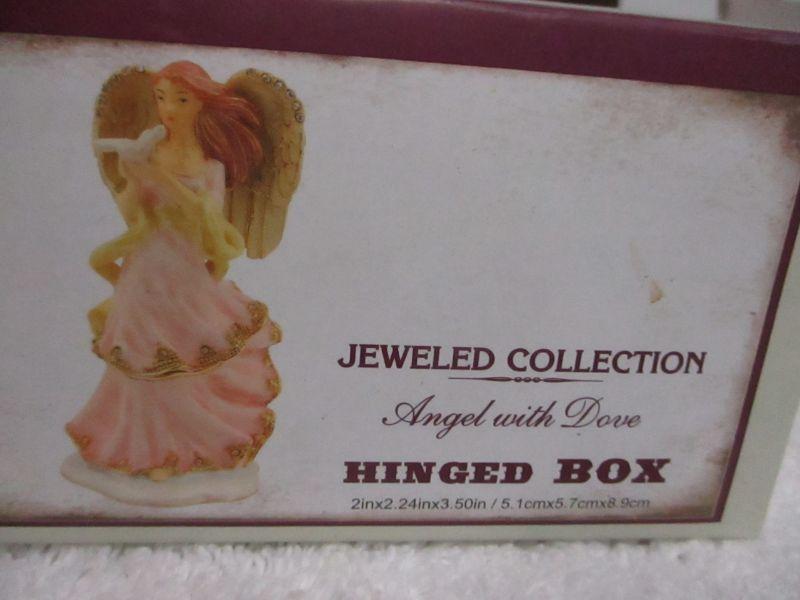 JEWELED COLLECTION
Angel with Dove
HINGED BOX
2inx2.24inx3.50in / 5.1cmx5.7cmx8.9cm